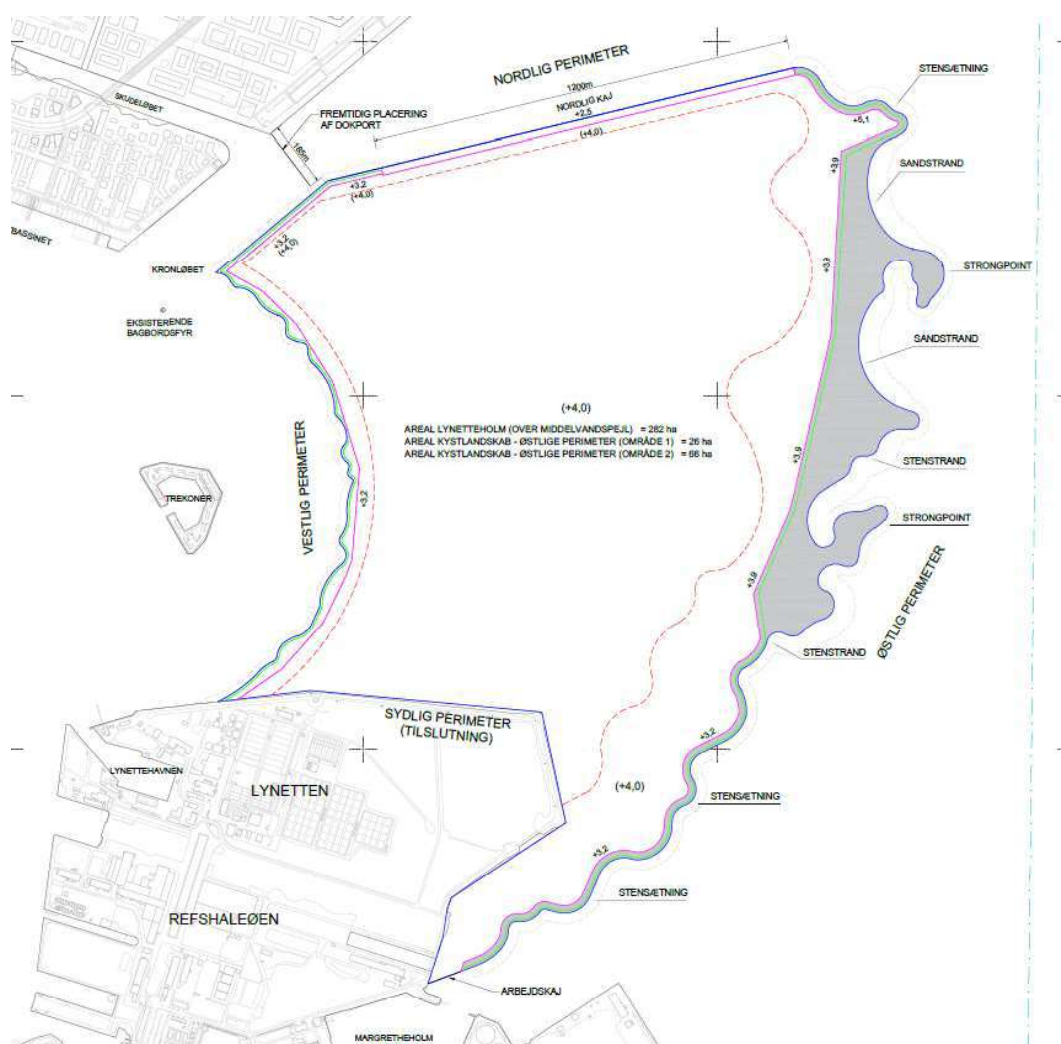 NORDLIG PERIMETER
STENSÆTNING
1200m
SKUDELØBET
NORDLIG KAJ
+2,5
(+4,0)
+5,1
FREMTIDIG PLACERING
AF DOKPORT
185m
+3,9
SANDSTRAND
+3,2
(+4,0)
+3,2
(+4,0)
TBASSINET
KRONLØBET
+3,9
STRONGPOINT
EKSISTERENDE
BAGBORDSFYR
SANDSTRAND
(+4,0)
AREAL LYNETTEHOLM (OVER MIDDELVANDSPEJL) = 282 ha
AREAL KYSTLANDSKAB - ØSTLIGE PERIMETER (OMRÅDE 1) = 26 ha
AREAL KYSTLANDSKAB - ØSTLIGE PERIMETER (OMRÅDE 2) = 66 ha
+3,9
STENSTRAND
VESTLIG PERIMETER
+3,2
TREKONER
STRONGPOINT
+3,9
ØSTLIG PERIMETER
STENSTRAND
SYDLIG PERIMETER
(TILSLUTNING)
+3,2
LYNETTEHAVNEN
LYNETTEN
(+4,0)
STENSÆTNING
+3,2
STENSÆTNING
REFSHALEØEN
ARBEJDSKAJ
MARGRETHEHOLM